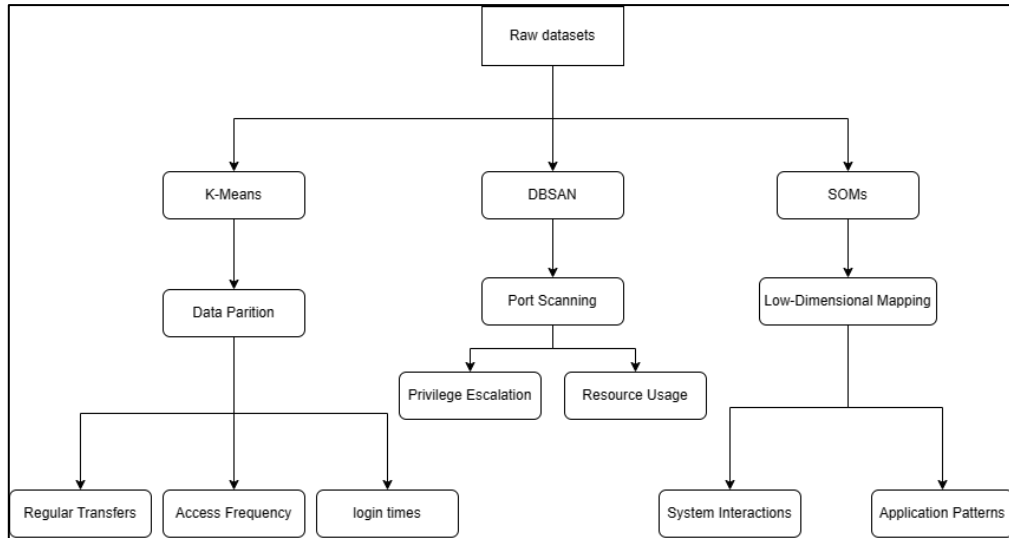 Raw datasets
K-Means
DBSAN
SOMs
Data Parition
Port Scanning
Low-Dimensional Mapping
Privilege Escalation
Resource Usage
Regular Transfers
Access Frequency
login times
System Interactions
Application Patterns